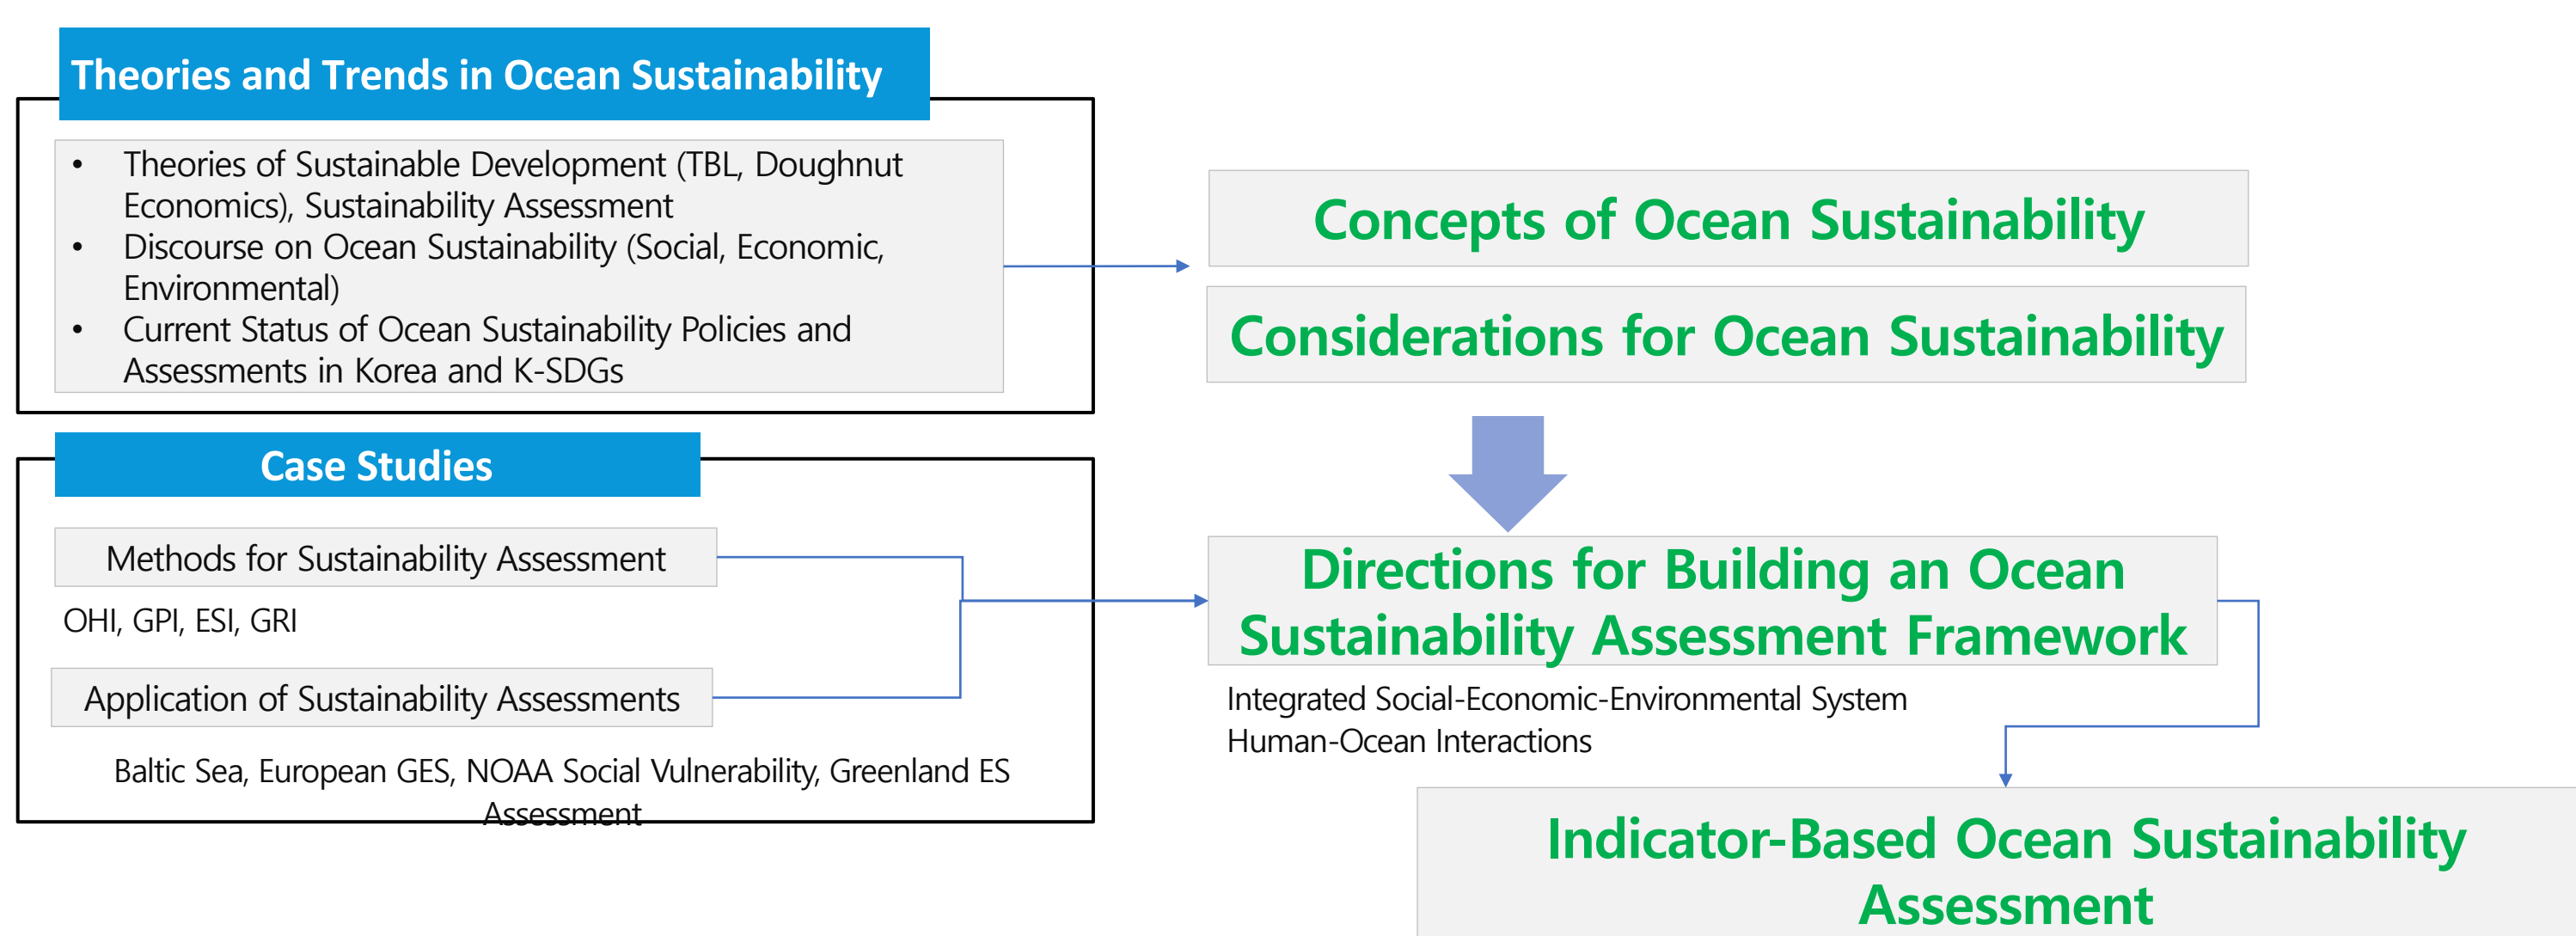 Theories and Trends in Ocean Sustainability
• Theories of Sustainable Development (TBL, Doughnut
Economics), Sustainability Assessment
• Discourse on Ocean Sustainability (Social, Economic,
Environmental)
• Current Status of Ocean Sustainability Policies and
Assessments in Korea and K-SDGs
Concepts of Ocean Sustainability
Considerations for Ocean Sustainability
Case Studies
Methods for Sustainability Assessment
OHI, GPI, ESI, GRI
Application of Sustainability Assessments
Baltic Sea, European GES, NOAA Social Vulnerability, Greenland ES
Assessment
Directions for Building an Ocean
Sustainability Assessment Framework
Integrated Social-Economic-Environmental System
Human-Ocean Interactions
Indicator-Based Ocean Sustainability
Assessment